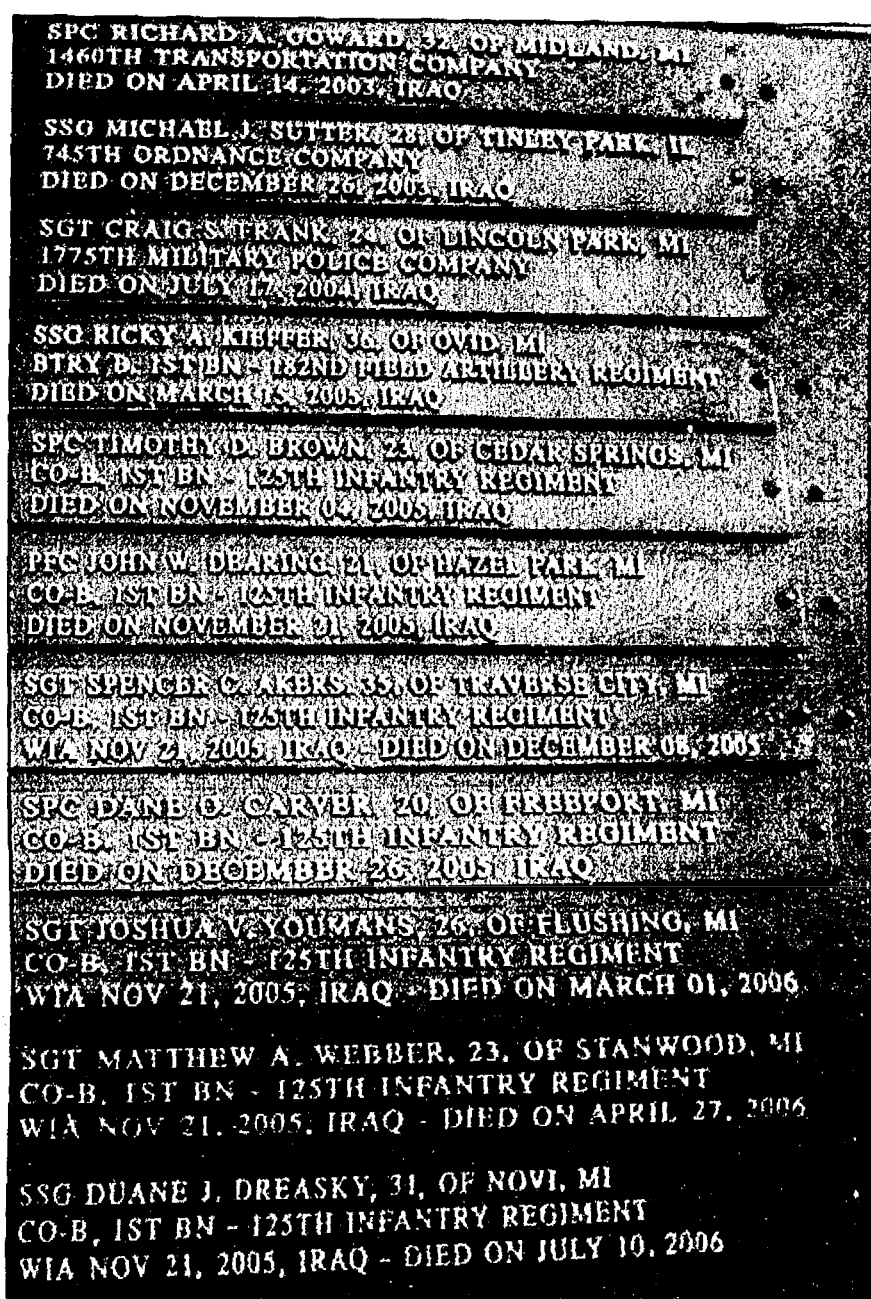 SPC RICHARD A. GOWARD, 32, OF MIDLAND, MI
1460TH TRANSPORTATION COMPANY
DIED ON APRIL 14, 2003, IRAQ
SSG MICHAEL J. SUTTER, 28, OF TINLEY PARK, IL
745TH ORDNANCE COMPANY
DIED ON DECEMBER 26, 2003, IRAQ
SGT CRAIG S. FRANK, 24, OF LINCOLN PARK, MI
1775TH MILITARY POLICE COMPANY
DIED ON JULY 17, 2004, IRAQ
SSG RICKY A. KIEFFER, 36, OF OVID, MI
BTRY B, 1ST BN - 182ND FIELD ARTILLERY REGIMENT
DIED ON MARCH 15, 2005, IRAQ
SPC TIMOTHY D. BROWN, 23, OF CEDAR SPRINGS, MI
CO-B, 1ST BN - 125TH INFANTRY REGIMENT
DIED ON NOVEMBER 04, 2005, IRAQ
PFC JOHN W. DEARING, 21, OF HAZEL PARK, MI
CO-B, 1ST BN - 125TH INFANTRY REGIMENT
DIED ON NOVEMBER 21, 2005, IRAQ
SGT SPENCER C. AKERS, 35, OF TRAVERSE CITY, MI
CO-B, 1ST BN - 125TH INFANTRY REGIMENT
WIA NOV 21, 2005, IRAQ - DIED ON DECEMBER 08, 2005
SPC DANE O. CARVER, 20, OF FREEPORT, MI
CO-B, 1ST BN - 125TH INFANTRY REGIMENT
DIED ON DECEMBER 26, 2005, IRAQ
SGT JOSHUA V. YOUMANS, 26, OF FLUSHING, MI
CO-B, 1ST BN - 125TH INFANTRY REGIMENT
WIA NOV 21, 2005, IRAQ - DIED ON MARCH 01, 2006
SGT MATTHEW A. WEBBER, 23, OF STANWOOD, MI
CO-B, 1ST BN - 125TH INFANTRY REGIMENT
WIA NOV 21, 2005, IRAQ - DIED ON APRIL 27, 2006
SSG DUANE J. DREASKY, 31, OF NOVI, MI
CO-B, 1ST BN - 125TH INFANTRY REGIMENT
WIA NOV 21, 2005, IRAQ - DIED ON JULY 10, 2006